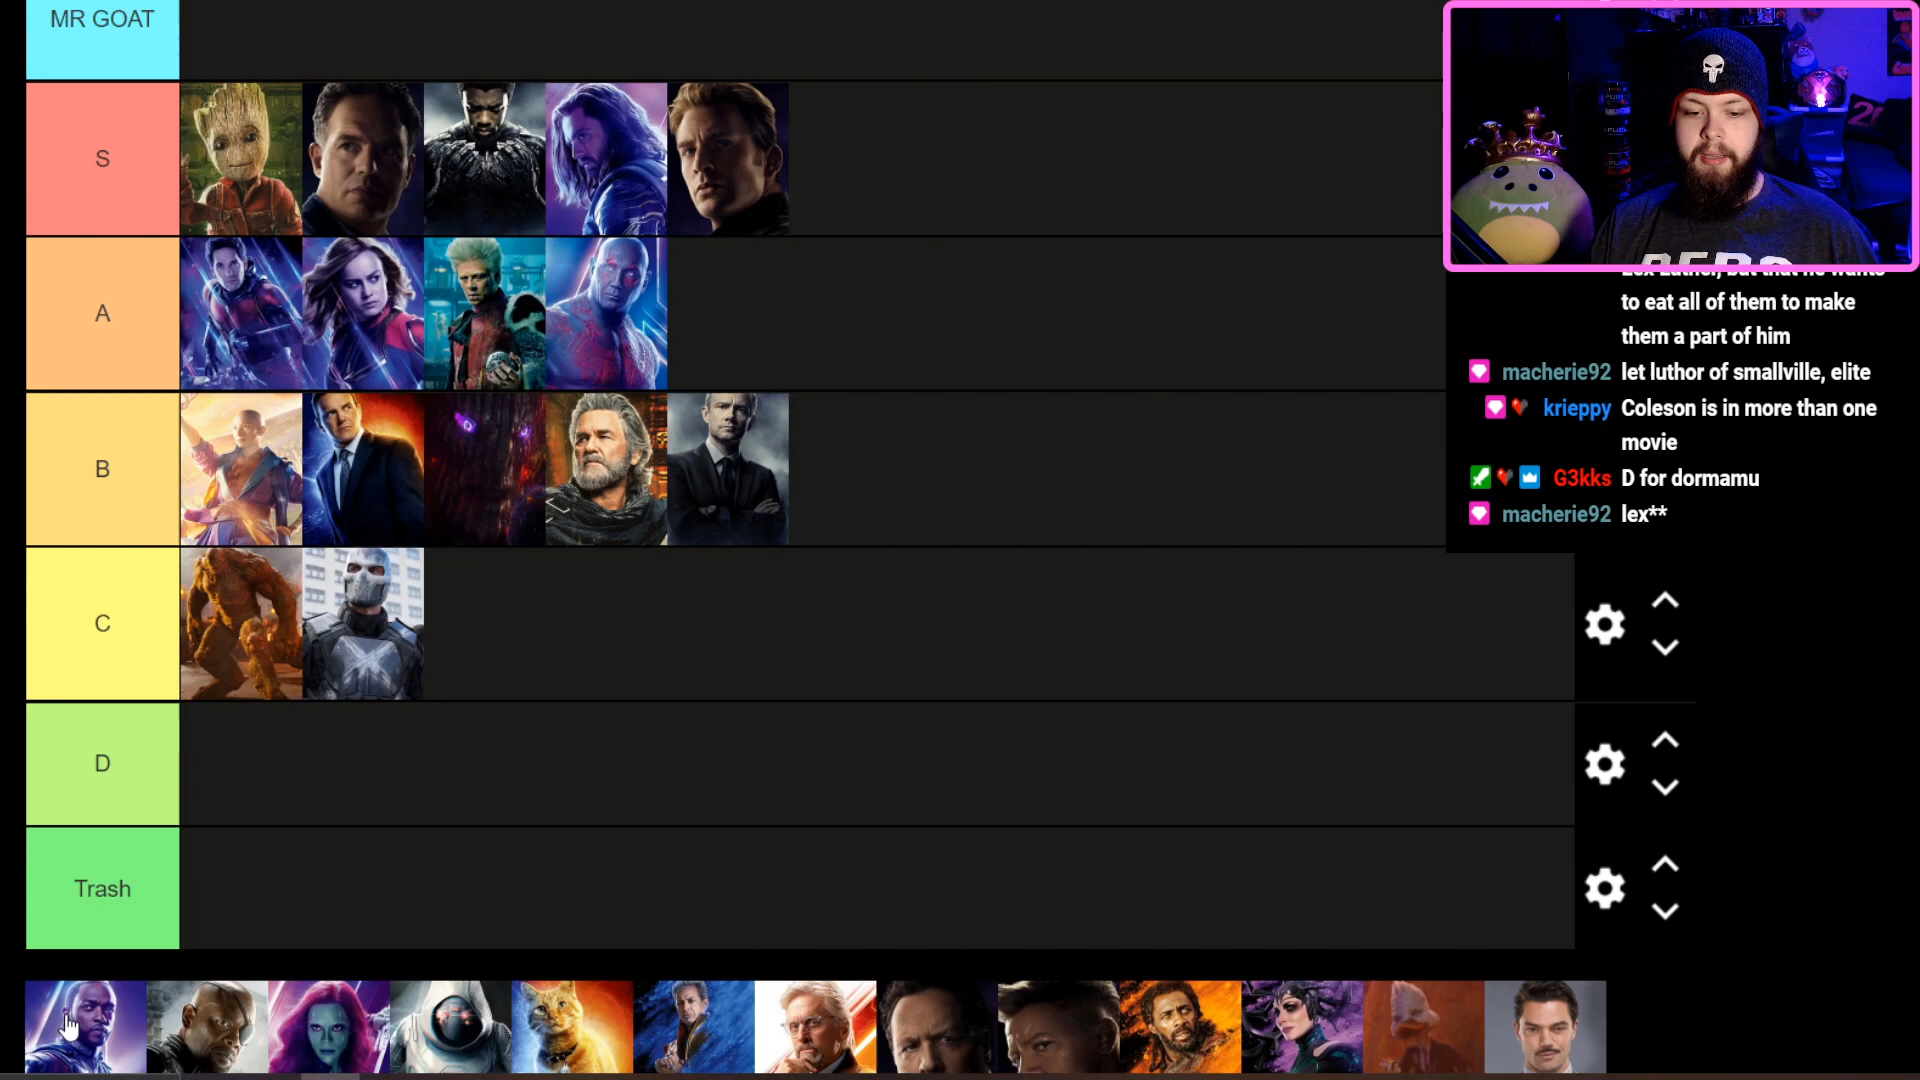 MR GOAT
S
A
B
C
D
Trash
to eat all of them to make
them a part of him
macherie92 let luthor of smallville, elite
krieppy Coleson is in more than one
movie
G3kks D for dormamu
macherie92 lex**